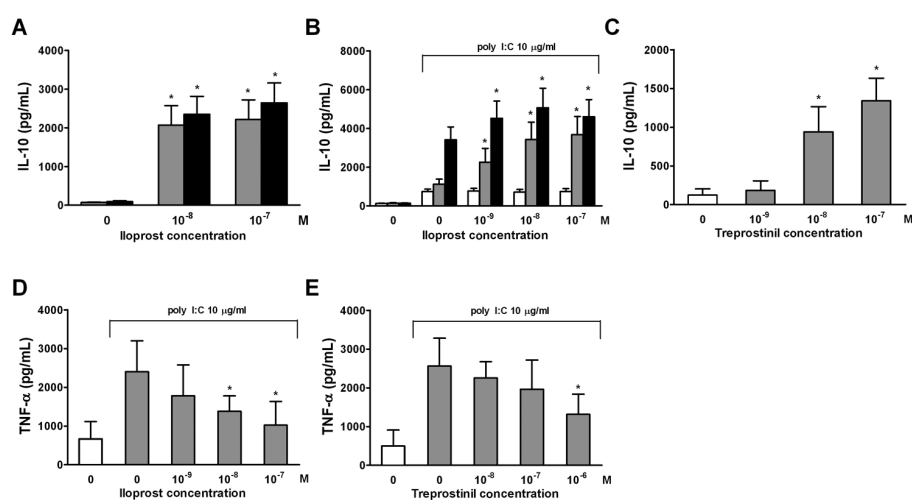 A
IL-10 (pg/mL)
4000
3000
2000
1000
0
* * * *
0 10-8 10-7 M
Iloprost concentration
B
poly I:C 10 µg/ml
IL-10 (pg/mL)
8000
6000
4000
2000
0
* * * * * *
0 0 10-9 10-8 10-7 M
Iloprost concentration
C
IL-10 (pg/mL)
2000
1500
1000
500
0
* *
0 10-9 10-8 10-7 M
Treprostinil concentration
D
poly I:C 10 µg/ml
TNF-α (pg/mL)
4000
3000
2000
1000
0
* *
0 0 10-9 10-8 10-7 M
Iloprost concentration
E
poly I:C 10 µg/ml
TNF-α (pg/mL)
4000
3000
2000
1000
0
*
0 0 10-8 10-7 10-6 M
Treprostinil concentration